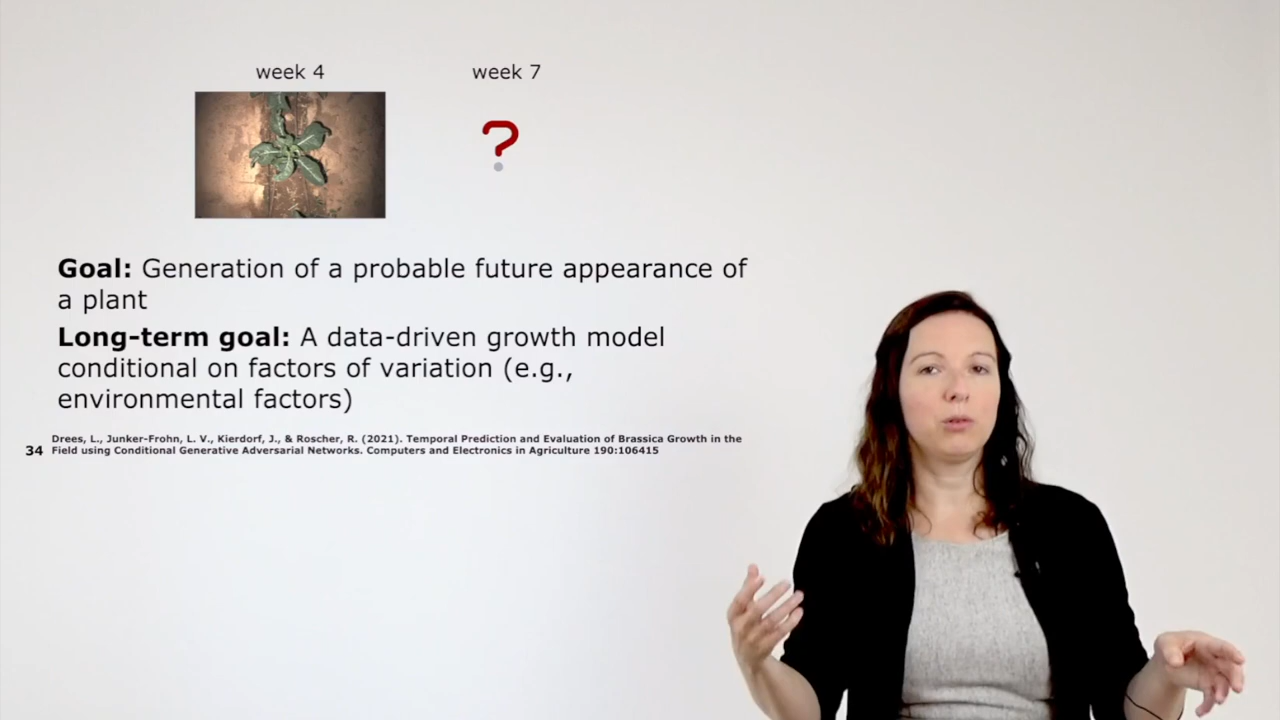 week 4
week 7
?
Goal: Generation of a probable future appearance of
a plant
Long-term goal: A data-driven growth model
conditional on factors of variation (e.g.,
environmental factors)
34
Drees, L., Junker-Frohn, L. V., Kierdorf, J., & Roscher, R. (2021). Temporal Prediction and Evaluation of Brassica Growth in the
Field using Conditional Generative Adversarial Networks. Computers and Electronics in Agriculture 190:106415